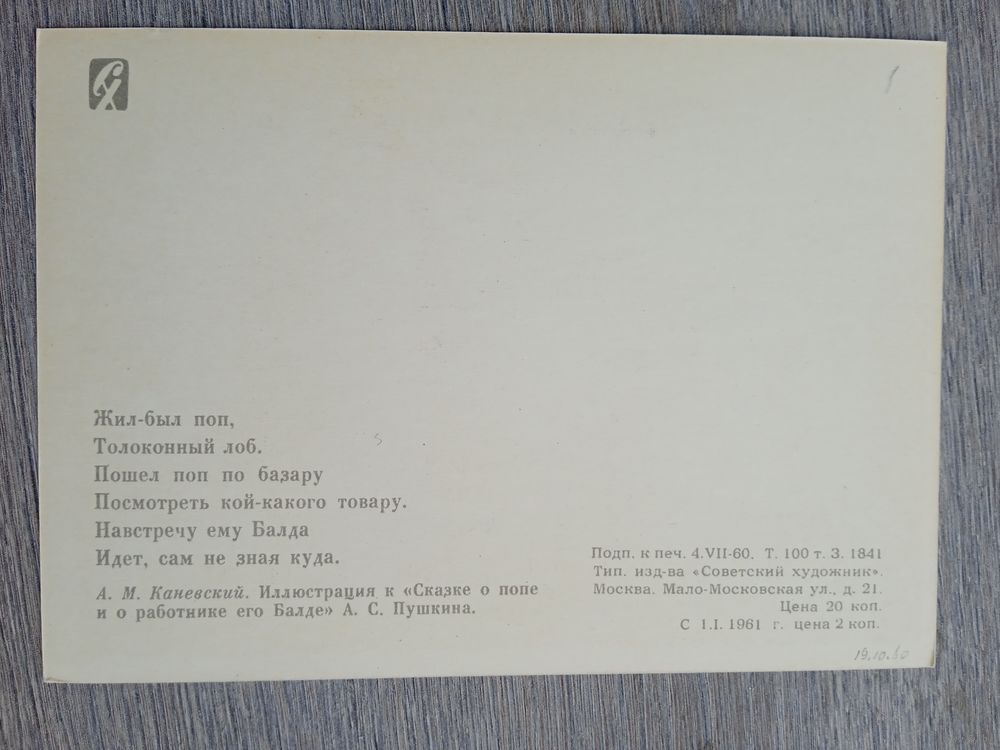 СХ
Жил-был поп,
Толоконный лоб.
Пошел поп по базару
Посмотреть кой-какого товару.
Навстречу ему Балда
Идет, сам не зная куда.
А. М. Каневский. Иллюстрация к «Сказке о попе
и о работнике его Балде» А. С. Пушкина.
Подп. к печ. 4.VII-60. Т. 100 т. З. 1841
Тип. изд-ва «Советский художник».
Москва. Мало-Московская ул., д. 21.
Цена 20 коп.
С 1.I. 1961 г. цена 2 коп.
19.10.60